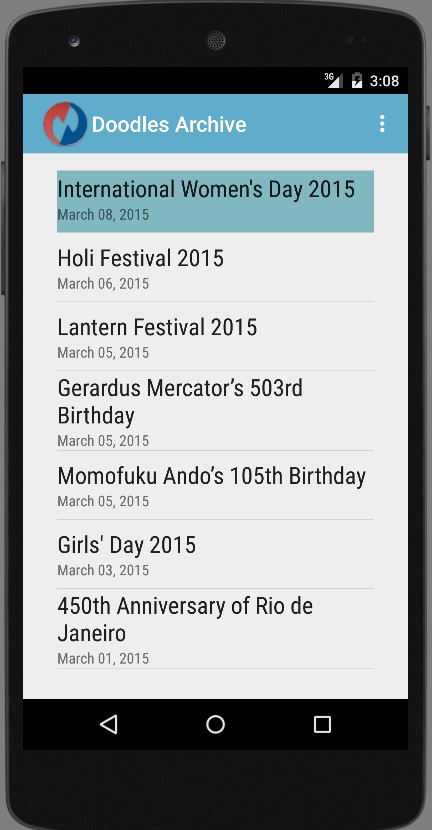 3G 3:08
Doodles Archive
International Women's Day 2015
March 08, 2015
Holi Festival 2015
March 06, 2015
Lantern Festival 2015
March 05, 2015
Gerardus Mercator’s 503rd
Birthday
March 05, 2015
Momofuku Ando’s 105th Birthday
March 05, 2015
Girls' Day 2015
March 03, 2015
450th Anniversary of Rio de
Janeiro
March 01, 2015